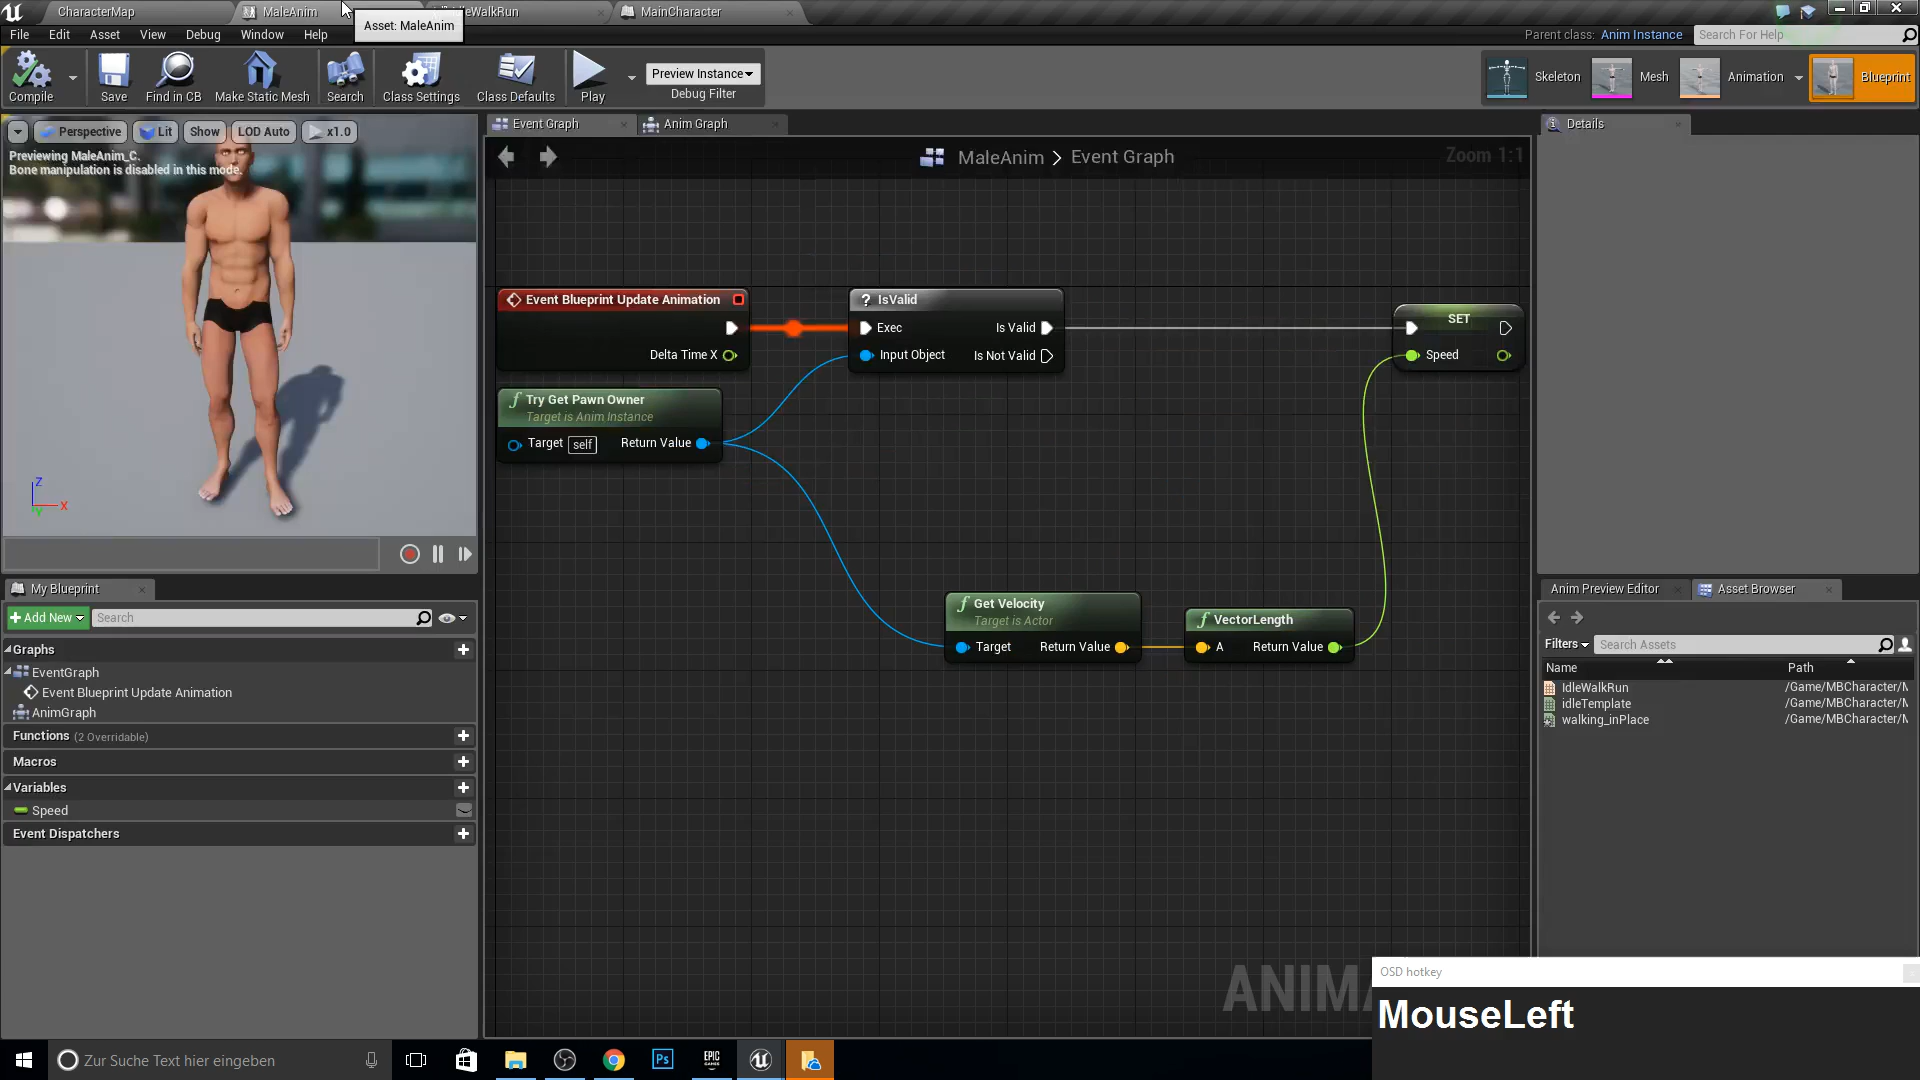 CharacterMap
MaleAnim
IdleWalkRun
MainCharacter
Asset: MaleAnim
File
Edit
Asset
View
Debug
Window
Help
Parent class:
Anim Instance
Search For Help
Compile
Save
Find in CB
Make Static Mesh
Search
Class Settings
Class Defaults
Play
Preview Instance
Debug Filter
Skeleton
Mesh
Animation
Blueprint
Perspective
Lit
Show
LOD Auto
x1.0
Previewing MaleAnim_C.
Bone manipulation is disabled in this mode.
Z
X
Y
Event Graph
Anim Graph
MaleAnim > Event Graph
Zoom 1:1
Event Blueprint Update Animation
Delta Time X
? IsValid
Exec
Is Valid
Input Object
Is Not Valid
SET
Speed
f Try Get Pawn Owner
Target is Anim Instance
Target self
Return Value
f Get Velocity
Target is Actor
Target
Return Value
f VectorLength
A
Return Value
ANIMA
My Blueprint
Add New
Search
Graphs
EventGraph
Event Blueprint Update Animation
AnimGraph
Functions (2 Overridable)
Macros
Variables
Speed
Event Dispatchers
Details
Anim Preview Editor
Asset Browser
Filters
Search Assets
Name
Path
IdleWalkRun
/Game/MBCharacter/M
idleTemplate
/Game/MBCharacter/M
walking_inPlace
/Game/MBCharacter/M
OSD hotkey
MouseLeft
Zur Suche Text hier eingeben
Ps
EPIC
GAMES